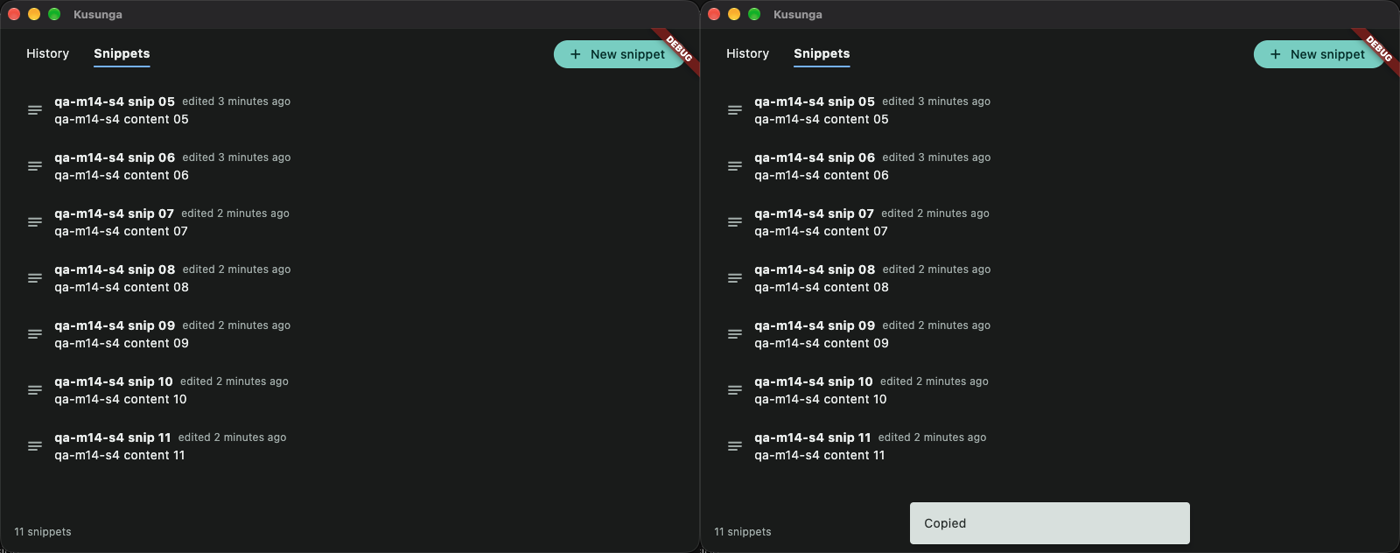 Kusunga
History Snippets + New snippet DEBUG
qa-m14-s4 snip 05 edited 3 minutes ago
qa-m14-s4 content 05
qa-m14-s4 snip 06 edited 3 minutes ago
qa-m14-s4 content 06
qa-m14-s4 snip 07 edited 2 minutes ago
qa-m14-s4 content 07
qa-m14-s4 snip 08 edited 2 minutes ago
qa-m14-s4 content 08
qa-m14-s4 snip 09 edited 2 minutes ago
qa-m14-s4 content 09
qa-m14-s4 snip 10 edited 2 minutes ago
qa-m14-s4 content 10
qa-m14-s4 snip 11 edited 2 minutes ago
qa-m14-s4 content 11
11 snippets
Kusunga
History Snippets + New snippet DEBUG
qa-m14-s4 snip 05 edited 3 minutes ago
qa-m14-s4 content 05
qa-m14-s4 snip 06 edited 3 minutes ago
qa-m14-s4 content 06
qa-m14-s4 snip 07 edited 2 minutes ago
qa-m14-s4 content 07
qa-m14-s4 snip 08 edited 2 minutes ago
qa-m14-s4 content 08
qa-m14-s4 snip 09 edited 2 minutes ago
qa-m14-s4 content 09
qa-m14-s4 snip 10 edited 2 minutes ago
qa-m14-s4 content 10
qa-m14-s4 snip 11 edited 2 minutes ago
qa-m14-s4 content 11
Copied
11 snippets